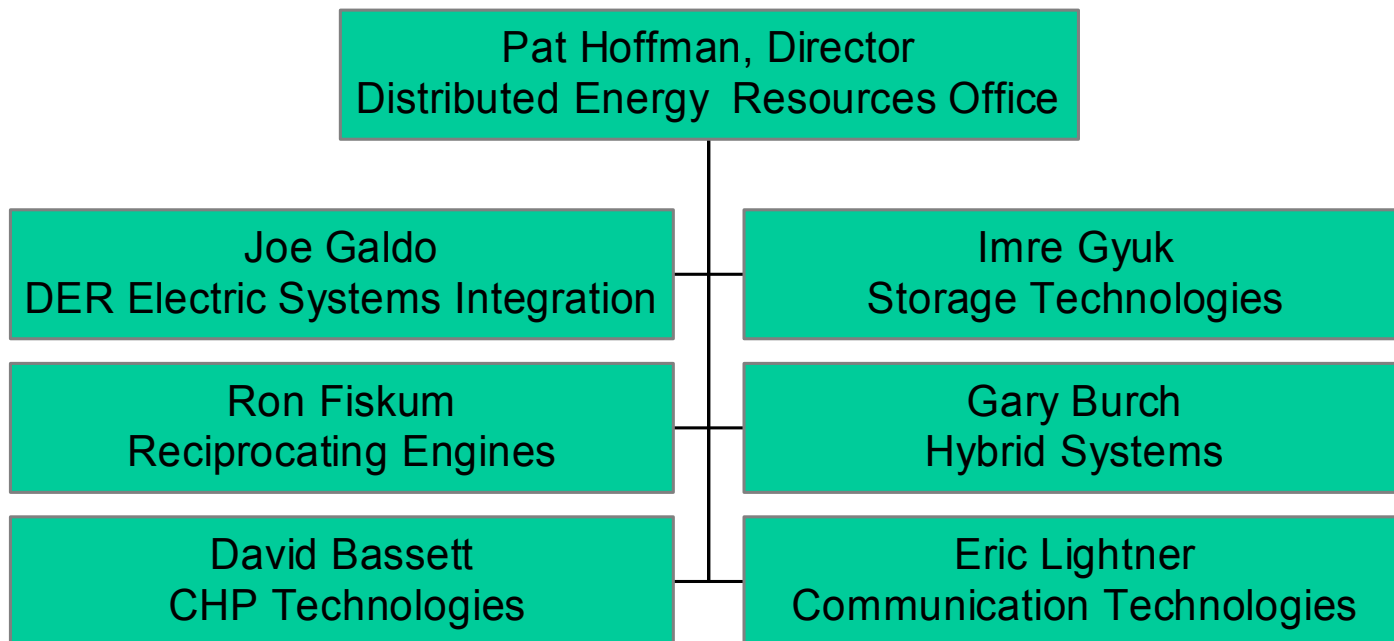 Pat Hoffman, Director
Distributed Energy  Resources Office
Joe Galdo
DER Electric Systems Integration
Imre Gyuk
Storage Technologies
Ron Fiskum
Reciprocating Engines
Gary Burch
Hybrid Systems
David Bassett
CHP Technologies
Eric Lightner
Communication Technologies